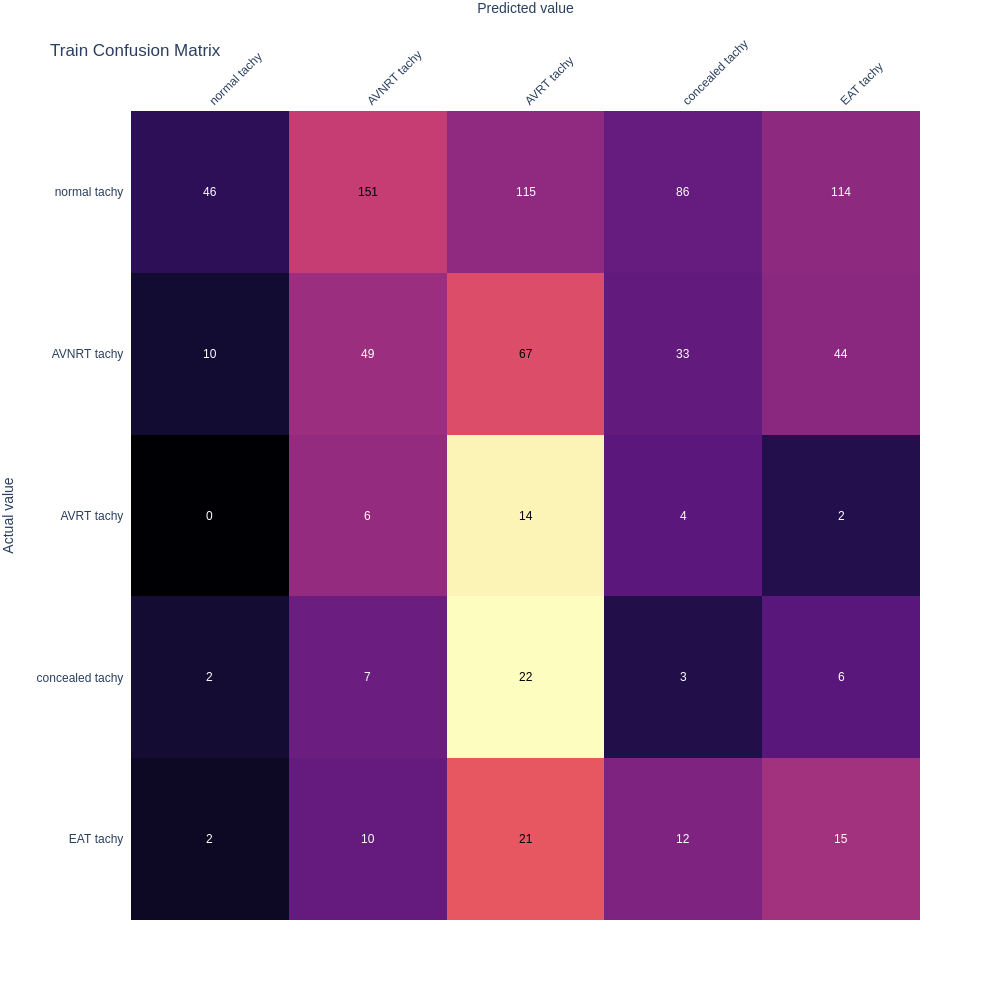 Predicted value
Train Confusion Matrix
normal tachy
AVNRT tachy
AVRT tachy
concealed tachy
EAT tachy
normal tachy 46 151 115 86 114
AVNRT tachy 10 49 67 33 44
AVRT tachy 0 6 14 4 2
concealed tachy 2 7 22 3 6
EAT tachy 2 10 21 12 15
Actual value